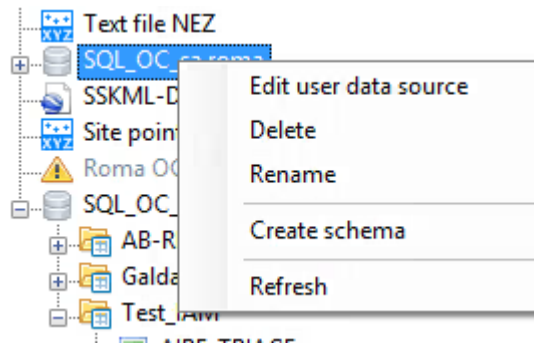 Text file NEZ
SQL_OC_sa roma
SSKML-D
Site poin
Roma OC
SQL_OC_
AB-R
Galda
Test_IAM
Edit user data source
Delete
Rename
Create schema
Refresh